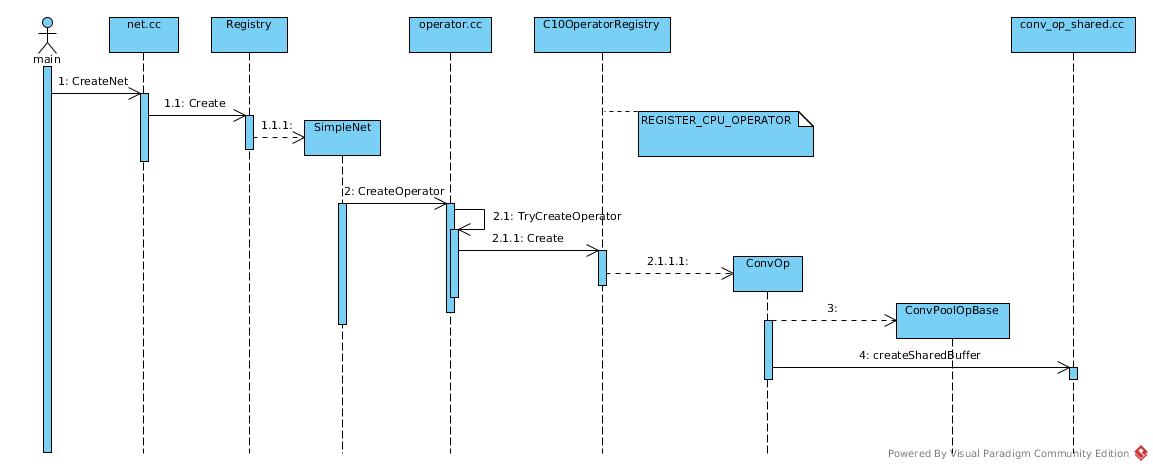 net.cc
Registry
operator.cc
C10OperatorRegistry
conv_op_shared.cc
main
1: CreateNet
1.1: Create
1.1.1:
SimpleNet
REGISTER_CPU_OPERATOR
2: CreateOperator
2.1: TryCreateOperator
2.1.1: Create
2.1.1.1:
ConvOp
3:
ConvPoolOpBase
4: createSharedBuffer
Powered By Visual Paradigm Community Edition